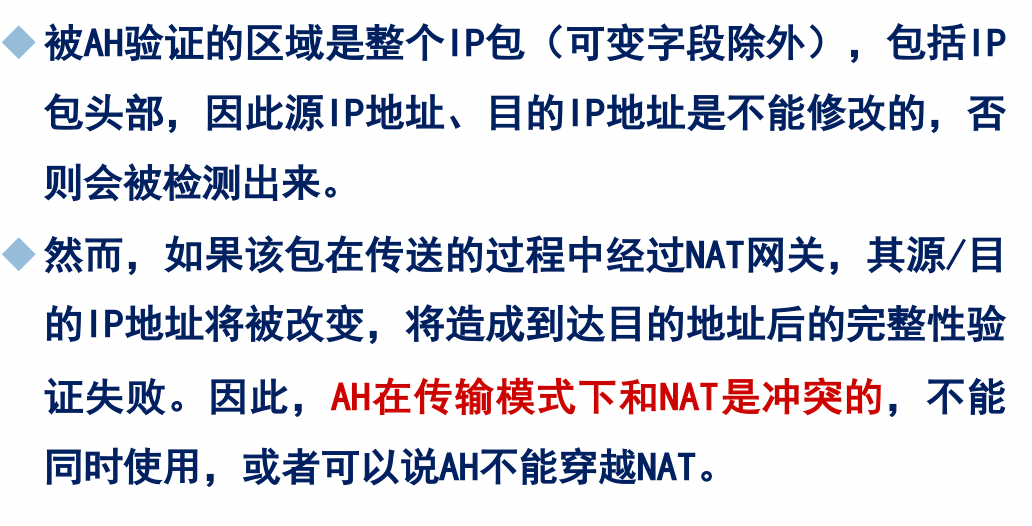 被AH验证的区域是整个IP包（可变字段除外），包括IP
包头部，因此源IP地址、目的IP地址是不能修改的，否
则会被检测出来。
然而，如果该包在传送的过程中经过NAT网关，其源/目
的IP地址将被改变，将造成到达目的地址后的完整性验
证失败。因此，AH在传输模式下和NAT是冲突的，不能
同时使用，或者可以说AH不能穿越NAT。